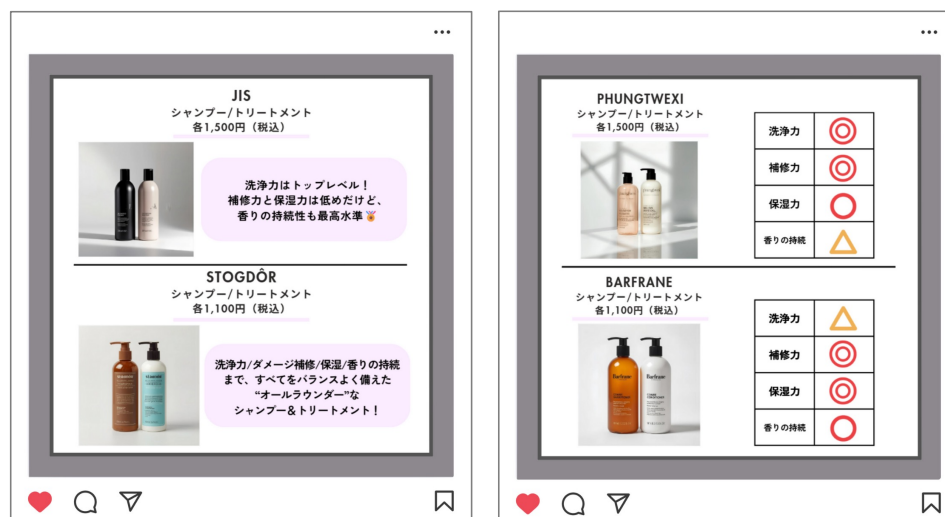 JIS
シャンプー/トリートメント
各1,500円（税込）
洗浄力はトップレベル！
補修力と保湿力は低めだけど、
香りの持続性も最高水準🏅
STOGDÔR
シャンプー/トリートメント
各1,100円（税込）
洗浄力/ダメージ補修/保湿/香りの持続
まで、すべてをバランスよく備えた
“オールラウンダー”な
シャンプー＆トリートメント！
PHUNGTWEXI
シャンプー/トリートメント
各1,500円（税込）
洗浄力 ◎
補修力 ◎
保湿力 ○
香りの持続 △
BARFRANE
シャンプー/トリートメント
各1,100円（税込）
Barfrane
Barfrane
洗浄力 △
補修力 ◎
保湿力 ◎
香りの持続 ○